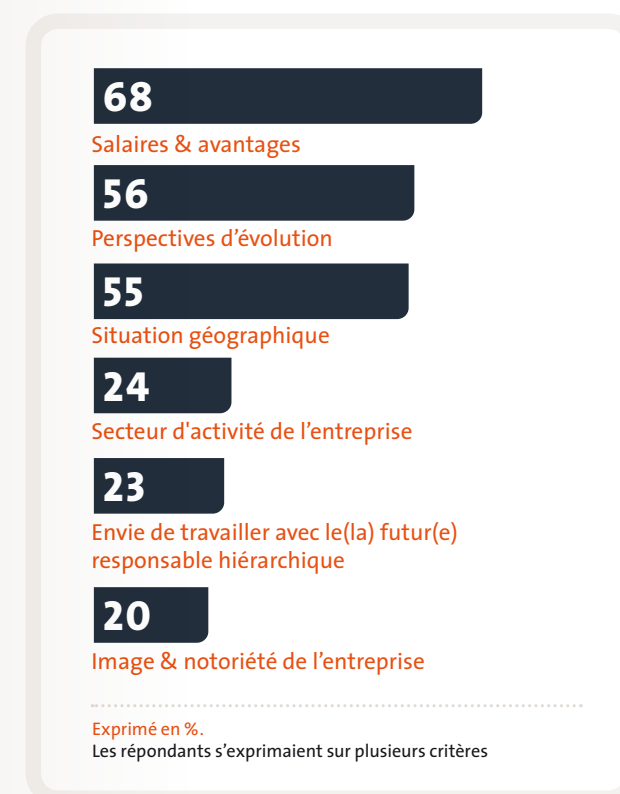 68
Salaires & avantages
56
Perspectives d’évolution
55
Situation géographique
24
Secteur d'activité de l’entreprise
23
Envie de travailler avec le(la) futur(e)
responsable hiérarchique
20
Image & notoriété de l’entreprise
Exprimé en %.
Les répondants s’exprimaient sur plusieurs critères